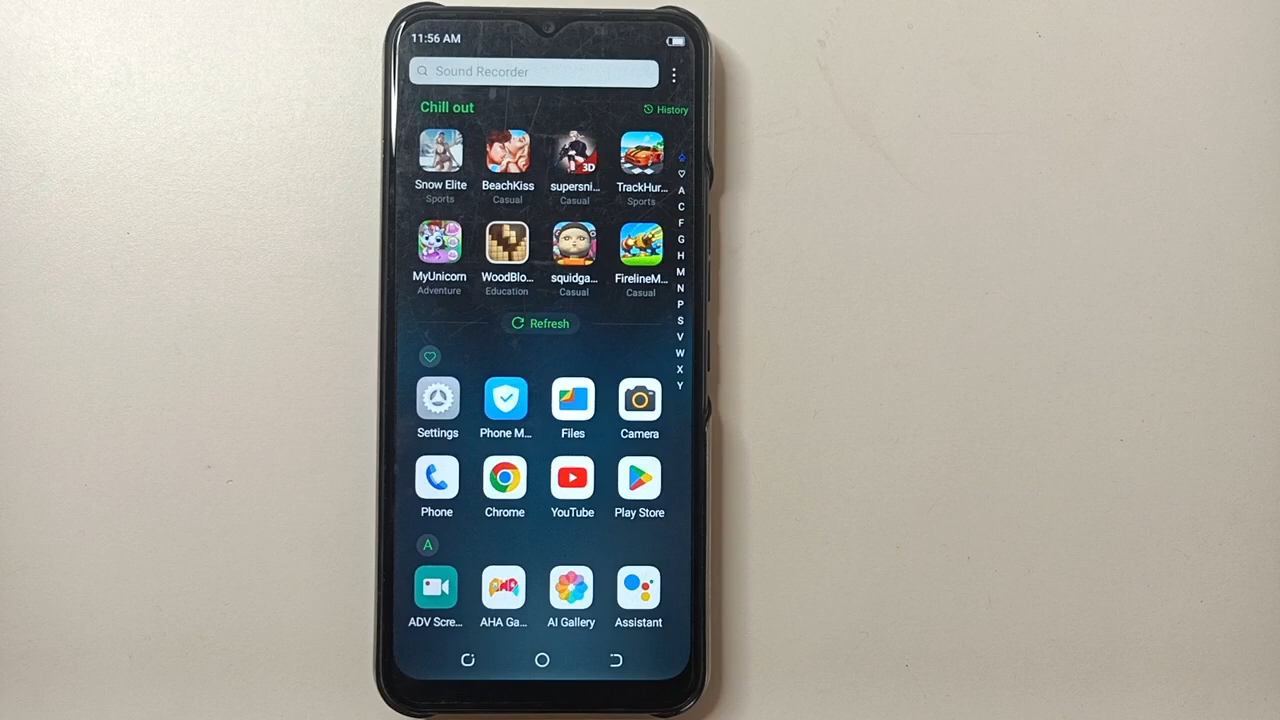 11:56 AM
Sound Recorder
Chill out
History
Snow Elite BeachKiss supersni... TrackHur...
Sports Casual Casual Sports
3D
MyUnicorn WoodBlo... squidga... FirelineM...
Adventure Education Casual Casual
Refresh
Settings Phone M... Files Camera
Phone Chrome YouTube Play Store
A
ADV Scre... AHA Ga... AI Gallery Assistant
A
C
F
G
H
M
N
P
S
V
W
X
Y